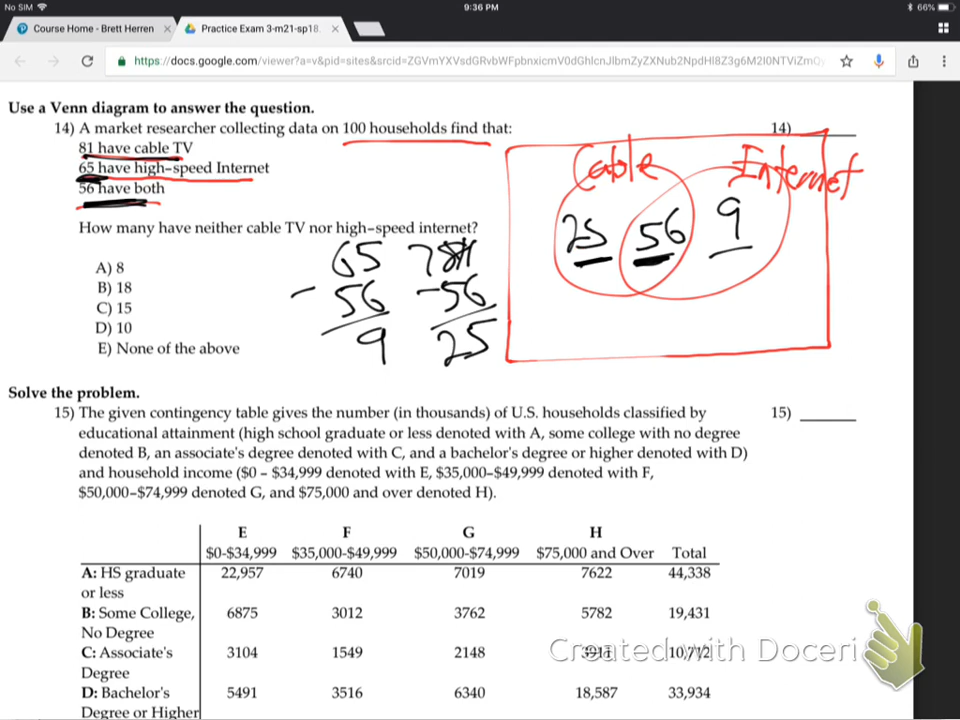 No SIM 9:36 PM 66%
Course Home - Brett Herren × Practice Exam 3-m21-sp18. ×
Use a Venn diagram to answer the question.
14) A market researcher collecting data on 100 households find that: 14)
81 have cable TV
65 have high-speed Internet
56 have both
How many have neither cable TV nor high-speed internet?
A) 8
B) 18
C) 15
D) 10
E) None of the above
65
- 56
9
- 56
25
Cable Internet
25 56 9
Solve the problem.
15) The given contingency table gives the number (in thousands) of U.S. households classified by 15)
educational attainment (high school graduate or less denoted with A, some college with no degree
denoted B, an associate's degree denoted with C, and a bachelor's degree or higher denoted with D)
and household income ($0 - $34,999 denoted with E, $35,000-$49,999 denoted with F,
$50,000-$74,999 denoted G, and $75,000 and over denoted H).
E F G H
$0-$34,999 $35,000-$49,999 $50,000-$74,999 $75,000 and Over Total
A: HS graduate 22,957 6740 7019 7622 44,338
or less
B: Some College, 6875 3012 3762 5782 19,431
No Degree
C: Associate's 3104 1549 2148 10,712
Degree
D: Bachelor's 5491 3516 6340 18,587 33,934
Degree or Higher
Created with Doceri